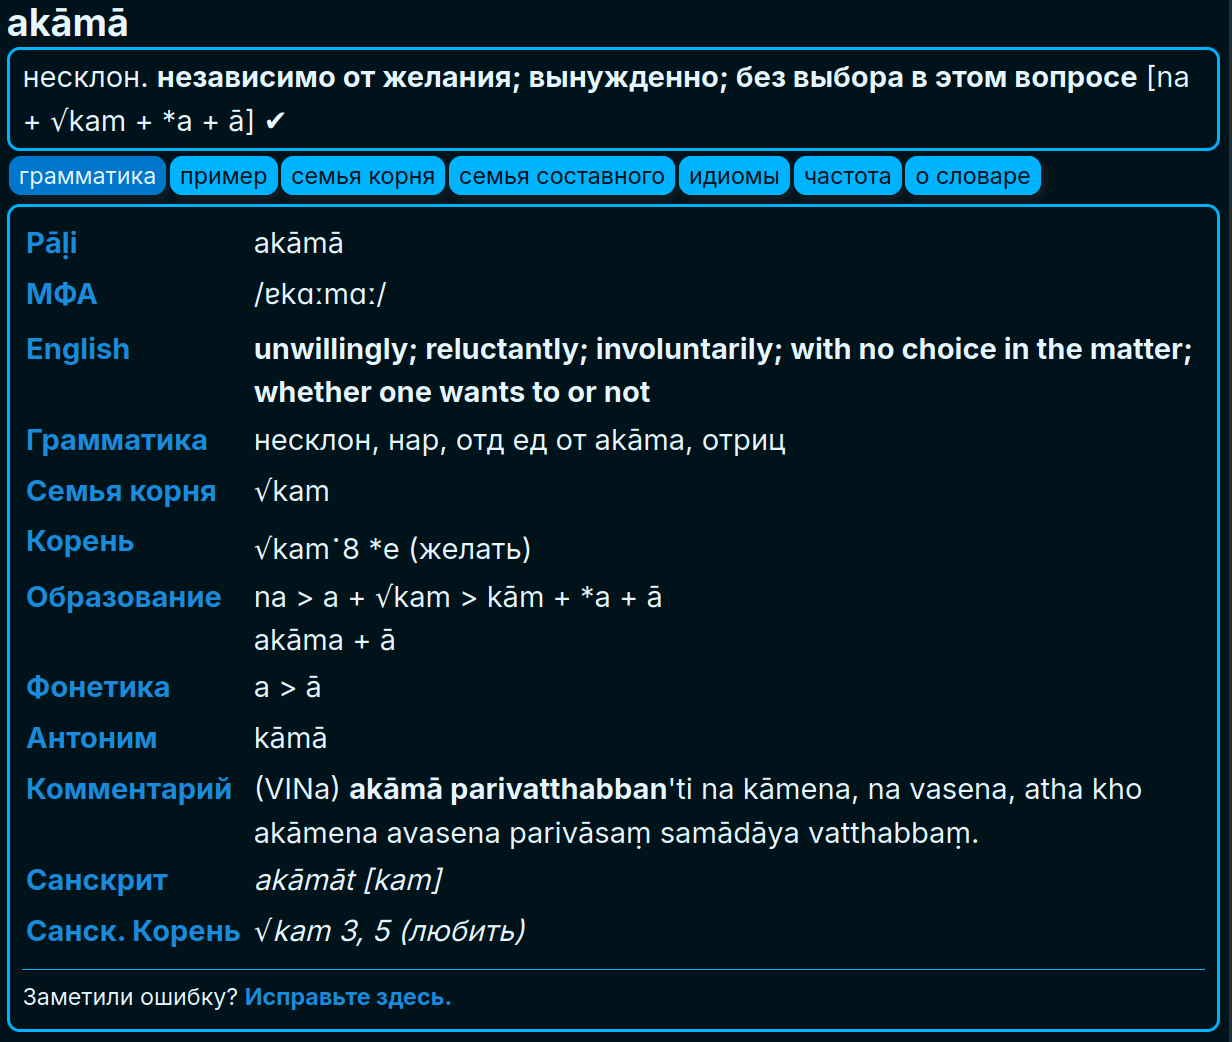 akāmā
несклон. независимо от желания; вынужденно; без выбора в этом вопросе [na
+ √kam + *a + ā] ✔
грамматика пример семья корня семья составного идиомы частота о словаре
Pāḷi akāmā
МФА /ɐkɑːmɑː/
English unwillingly; reluctantly; involuntarily; with no choice in the matter;
whether one wants to or not
Грамматика несклон, нар, отд ед от akāma, отриц
Семья корня √kam
Корень √kam˙8 *e (желать)
Образование na > a + √kam > kām + *a + ā
akāma + ā
Фонетика a > ā
Антоним kāmā
Комментарий (VINa) akāmā parivatthabban'ti na kāmena, na vasena, atha kho
akāmena avasena parivāsaṃ samādāya vatthabbaṃ.
Санскрит akāmāt [kam]
Санск. Корень √kam 3, 5 (любить)
Заметили ошибку? Исправьте здесь.